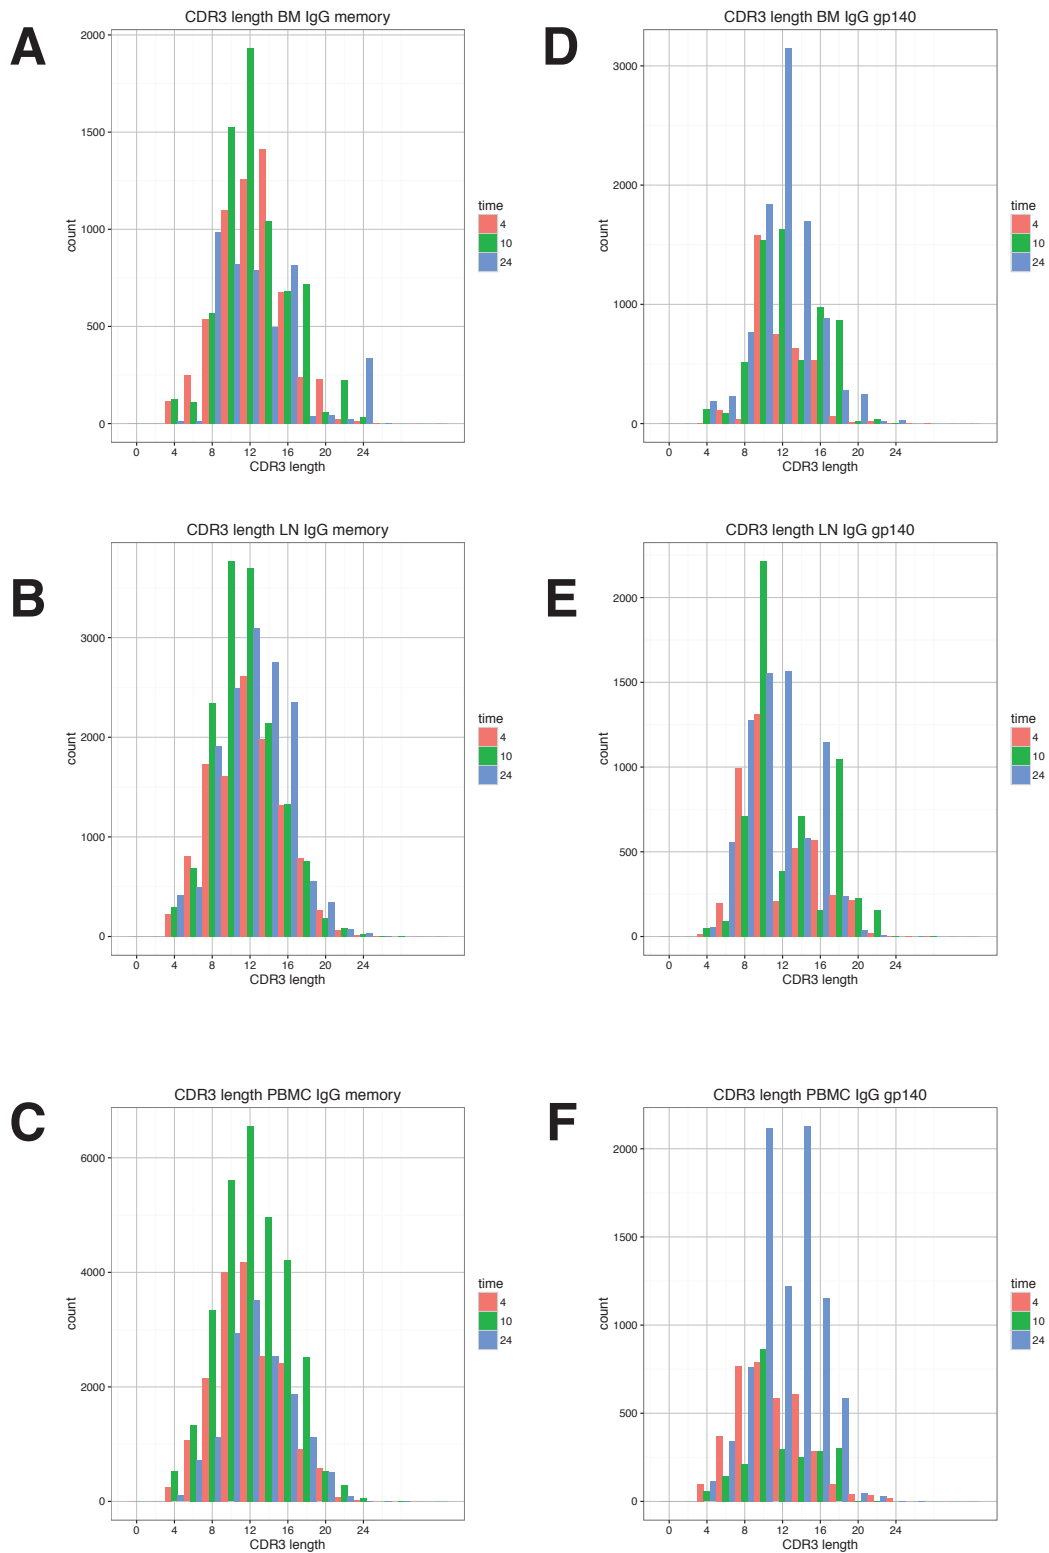 A
CDR3 length BM IgG memory
count
2000
1500
1000
500
0
0 4 8 12 16 20 24
CDR3 length
time
4
10
24
D
CDR3 length BM IgG gp140
count
3000
2000
1000
0
0 4 8 12 16 20 24
CDR3 length
time
4
10
24
B
CDR3 length LN IgG memory
count
3000
2000
1000
0
0 4 8 12 16 20 24
CDR3 length
time
4
10
24
E
CDR3 length LN IgG gp140
count
2000
1500
1000
500
0
0 4 8 12 16 20 24
CDR3 length
time
4
10
24
C
CDR3 length PBMC IgG memory
count
6000
4000
2000
0
0 4 8 12 16 20 24
CDR3 length
time
4
10
24
F
CDR3 length PBMC IgG gp140
count
2000
1500
1000
500
0
0 4 8 12 16 20 24
CDR3 length
time
4
10
24